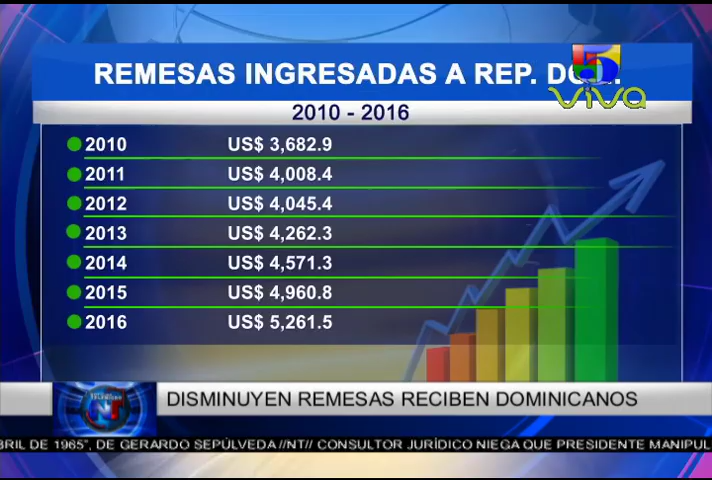 REMESAS INGRESADAS A REP.
5
viva
2010 - 2016
2010 US$ 3,682.9
2011 US$ 4,008.4
2012 US$ 4,045.4
2013 US$ 4,262.3
2014 US$ 4,571.3
2015 US$ 4,960.8
2016 US$ 5,261.5
NT
DISMINUYEN REMESAS RECIBEN DOMINICANOS
BRIL DE 1965”, DE GERARDO SEPÚLVEDA //NT// CONSULTOR JURÍDICO NIEGA QUE PRESIDENTE MANIPUL